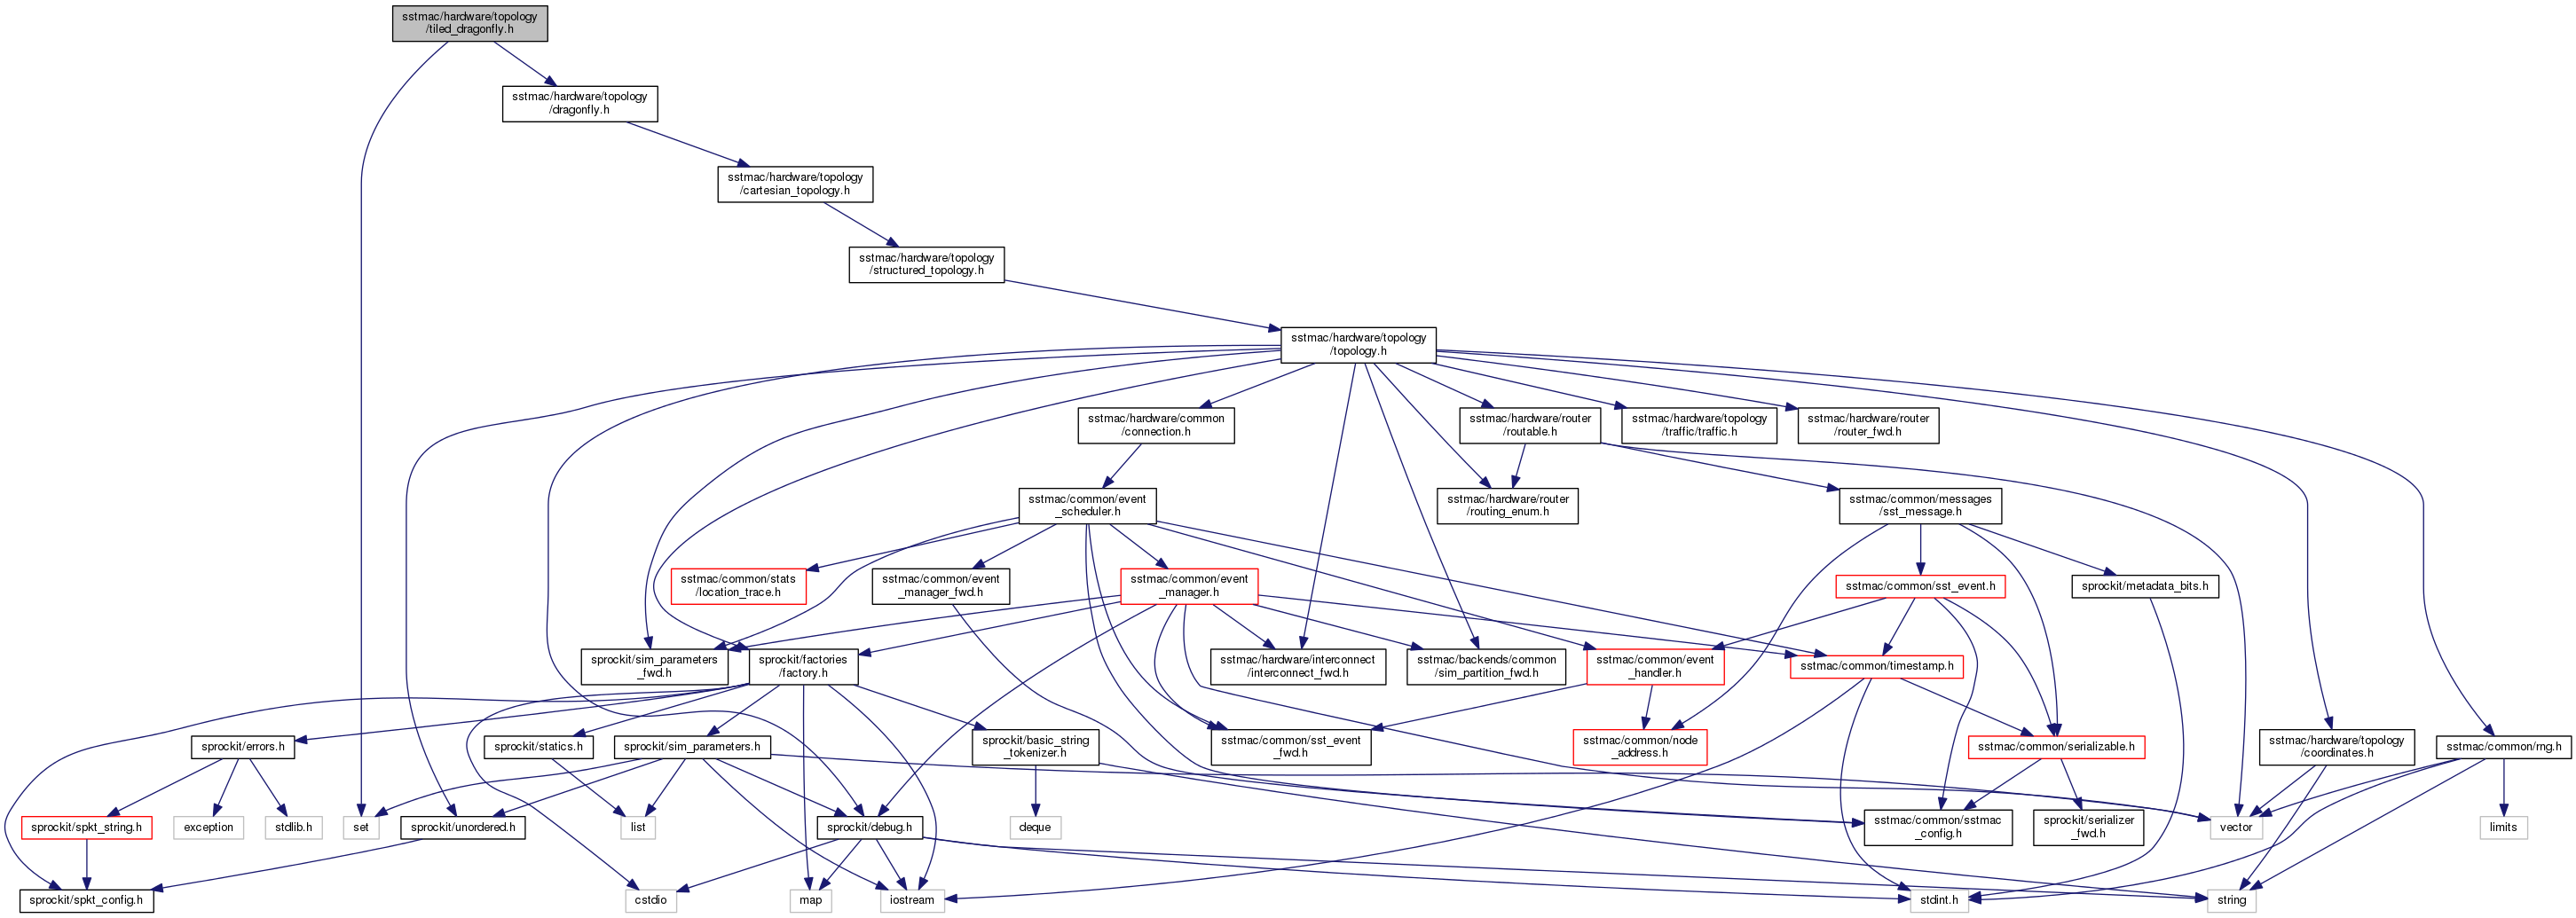 sstmac/hardware/topology
/tiled_dragonfly.h
sstmac/hardware/topology
/dragonfly.h
sstmac/hardware/topology
/cartesian_topology.h
sstmac/hardware/topology
/structured_topology.h
sstmac/hardware/topology
/topology.h
sstmac/hardware/common
/connection.h
sstmac/hardware/router
/routable.h
sstmac/hardware/topology
/traffic/traffic.h
sstmac/hardware/router
/router_fwd.h
sstmac/common/event
_scheduler.h
sstmac/hardware/router
/routing_enum.h
sstmac/common/messages
/sst_message.h
sstmac/common/stats
/location_trace.h
sstmac/common/event
_manager_fwd.h
sstmac/common/event
_manager.h
sstmac/common/sst_event.h
sprockit/metadata_bits.h
sprockit/sim_parameters
_fwd.h
sprockit/factories
/factory.h
sstmac/hardware/interconnect
/interconnect_fwd.h
sstmac/backends/common
/sim_partition_fwd.h
sstmac/common/event
_handler.h
sstmac/common/timestamp.h
sprockit/errors.h
sprockit/statics.h
sprockit/sim_parameters.h
sprockit/basic_string
_tokenizer.h
sstmac/common/sst_event
_fwd.h
sstmac/common/node
_address.h
sstmac/common/serializable.h
sstmac/hardware/topology
/coordinates.h
sstmac/common/rng.h
sprockit/spkt_string.h
exception
stdlib.h
set
sprockit/unordered.h
list
sprockit/debug.h
deque
sstmac/common/sstmac
_config.h
sprockit/serializer
_fwd.h
vector
limits
sprockit/spkt_config.h
cstdio
map
iostream
stdint.h
string